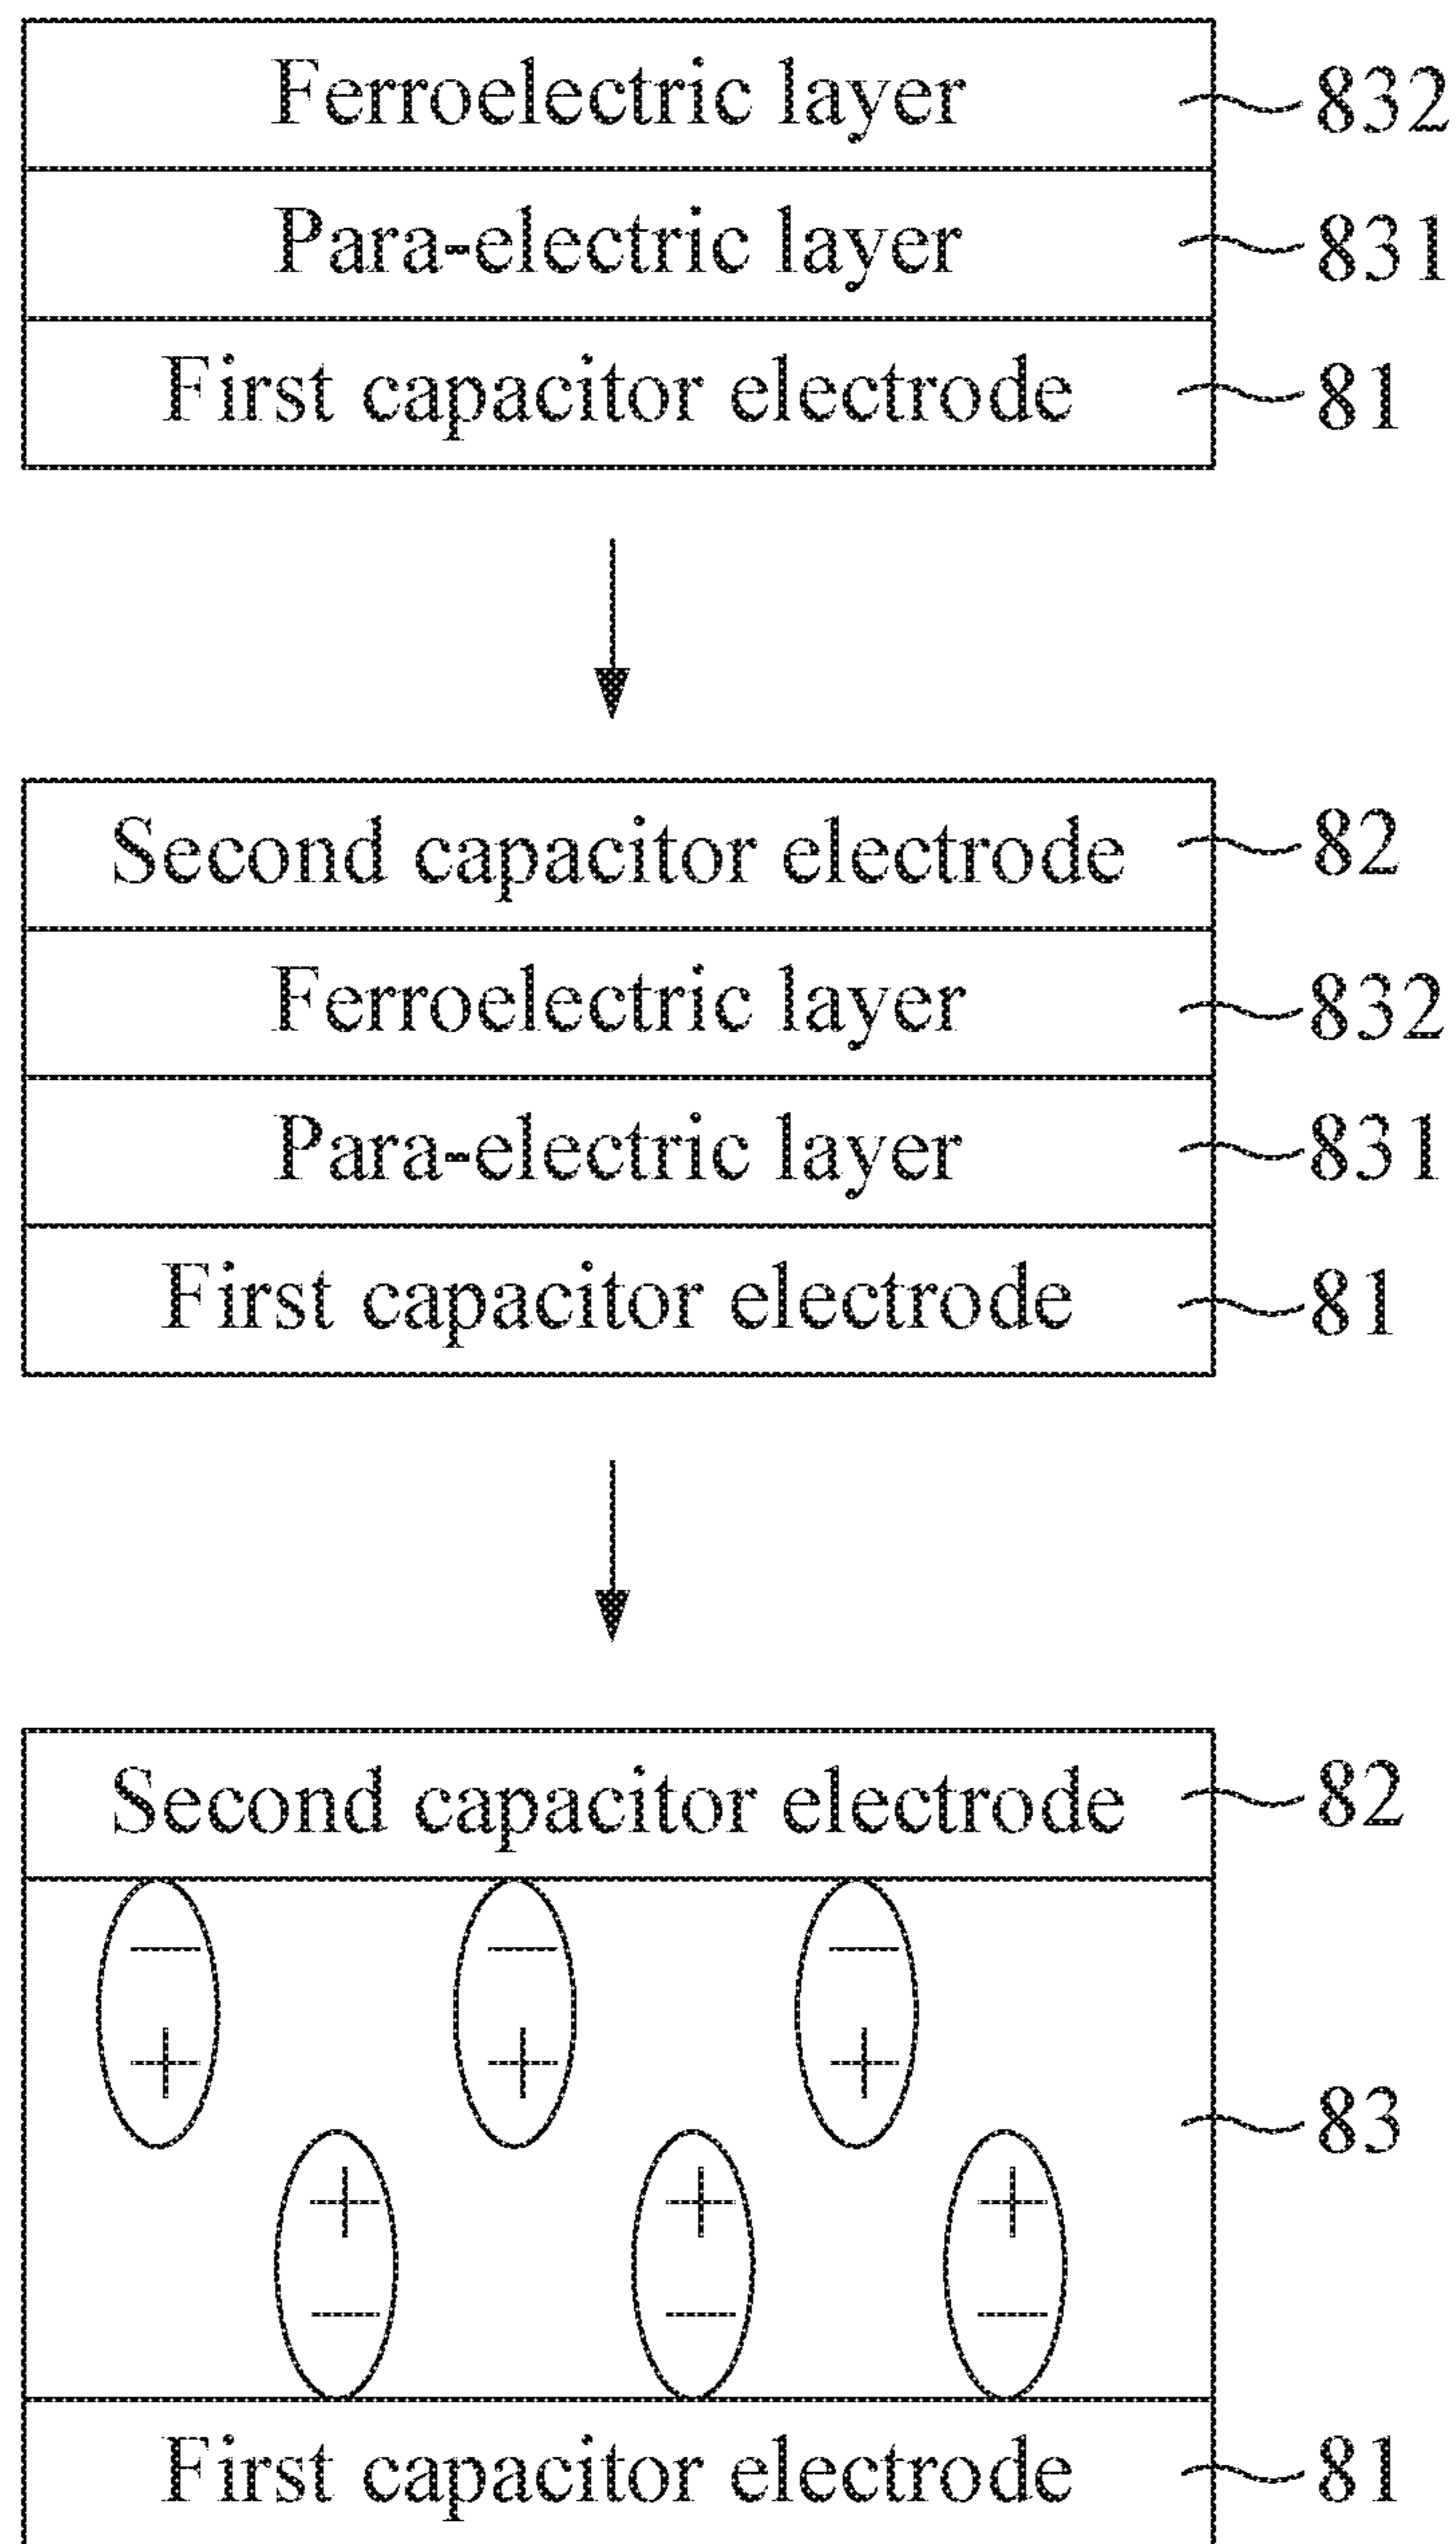 Ferroelectric layer 832
Para-electric layer 831
First capacitor electrode 81
Second capacitor electrode 82
Ferroelectric layer 832
Para-electric layer 831
First capacitor electrode 81
Second capacitor electrode 82
− − −
+ + +
83
+ + +
− − −
First capacitor electrode 81